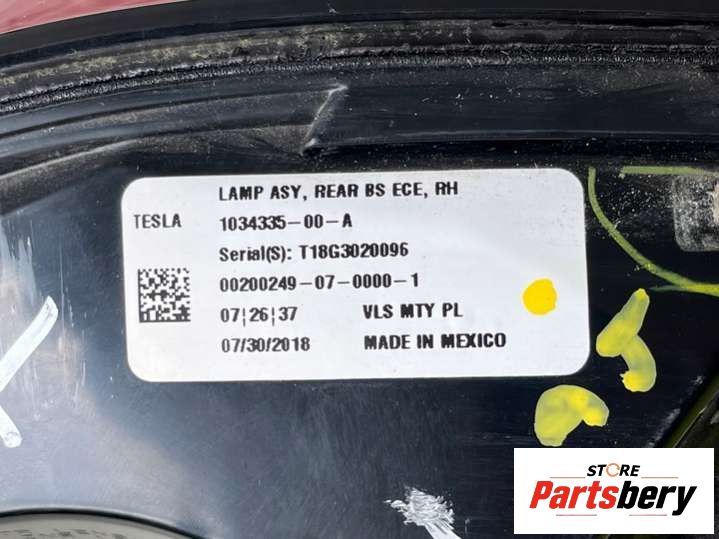 LAMP ASY, REAR BS ECE, RH
TESLA 1034335-00-A
Serial(S): T18G3020096
00200249-07-0000-1
07|26|37 VLS MTY PL
07/30/2018 MADE IN MEXICO
STORE
Partsbery